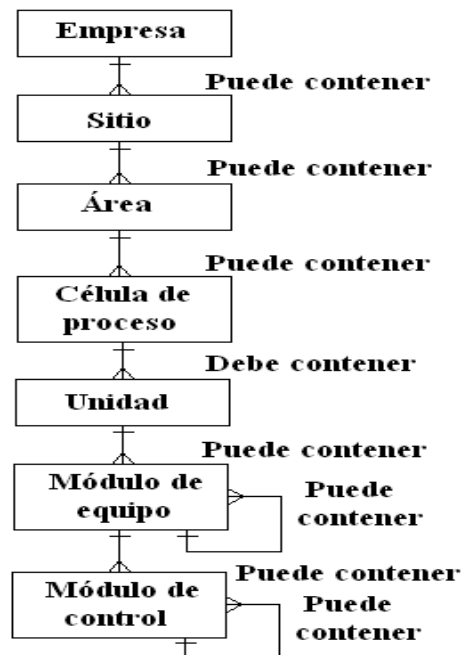 Empresa
Puede contener
Sitio
Puede contener
Área
Puede contener
Célula de
proceso
Debe contener
Unidad
Puede contener
Módulo de
equipo
Puede
contener
Puede contener
Módulo de
control
Puede
contener